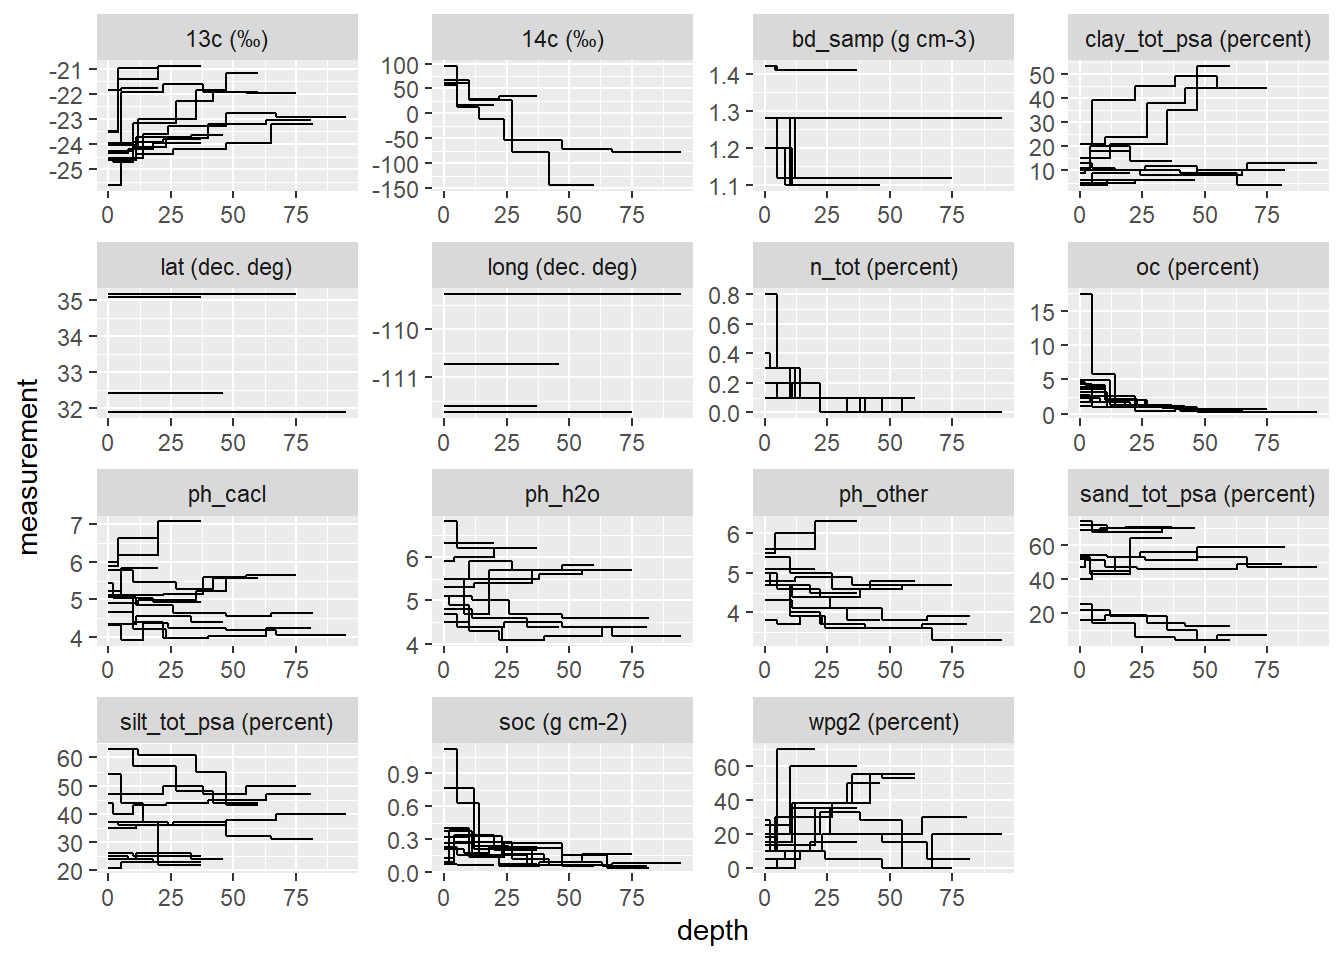 13c (‰)
14c (‰)
bd_samp (g cm-3)
clay_tot_psa (percent)
-21
-22
-23
-24
-25
0 25 50 75
100
50
0
-50
-100
-150
0 25 50 75
1.4
1.3
1.2
1.1
0 25 50 75
50
40
30
20
10
0 25 50 75
lat (dec. deg)
long (dec. deg)
n_tot (percent)
oc (percent)
35
34
33
32
0 25 50 75
-110
-111
0 25 50 75
0.8
0.6
0.4
0.2
0.0
0 25 50 75
15
10
5
0
0 25 50 75
ph_cacl
ph_h2o
ph_other
sand_tot_psa (percent)
7
6
5
4
0 25 50 75
6
5
4
0 25 50 75
6
5
4
0 25 50 75
60
40
20
0 25 50 75
silt_tot_psa (percent)
soc (g cm-2)
wpg2 (percent)
60
50
40
30
20
0 25 50 75
0.9
0.6
0.3
0.0
0 25 50 75
60
40
20
0
0 25 50 75
measurement
depth